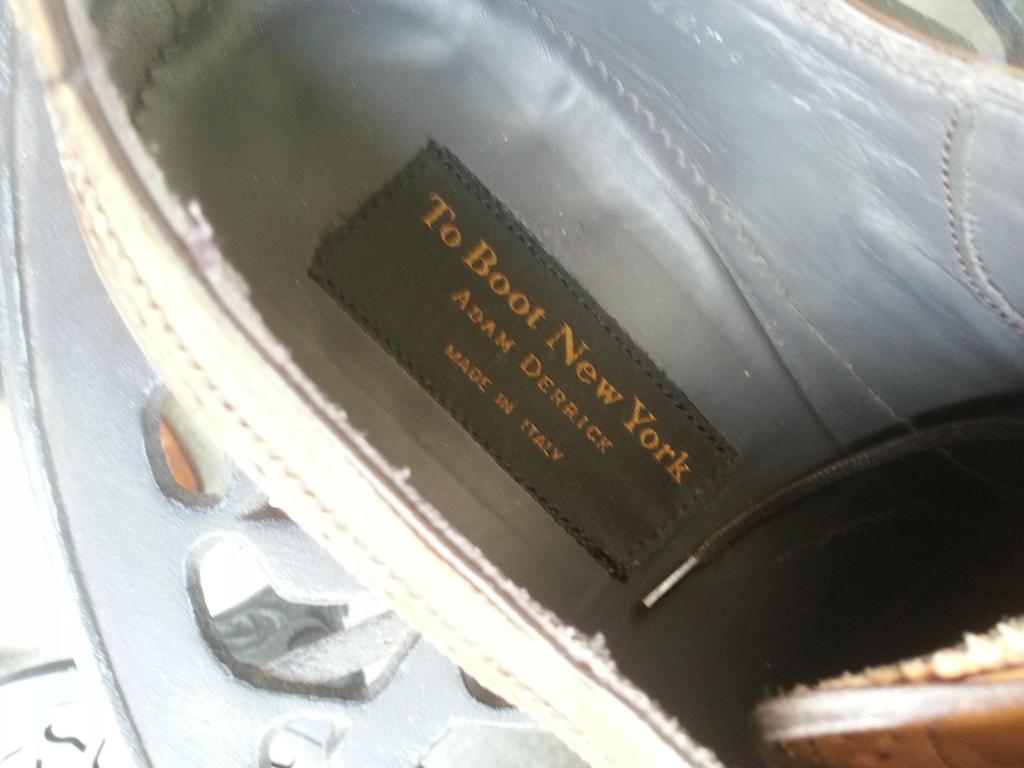 To Boot New York
ADAM DERRICK
MADE IN ITALY